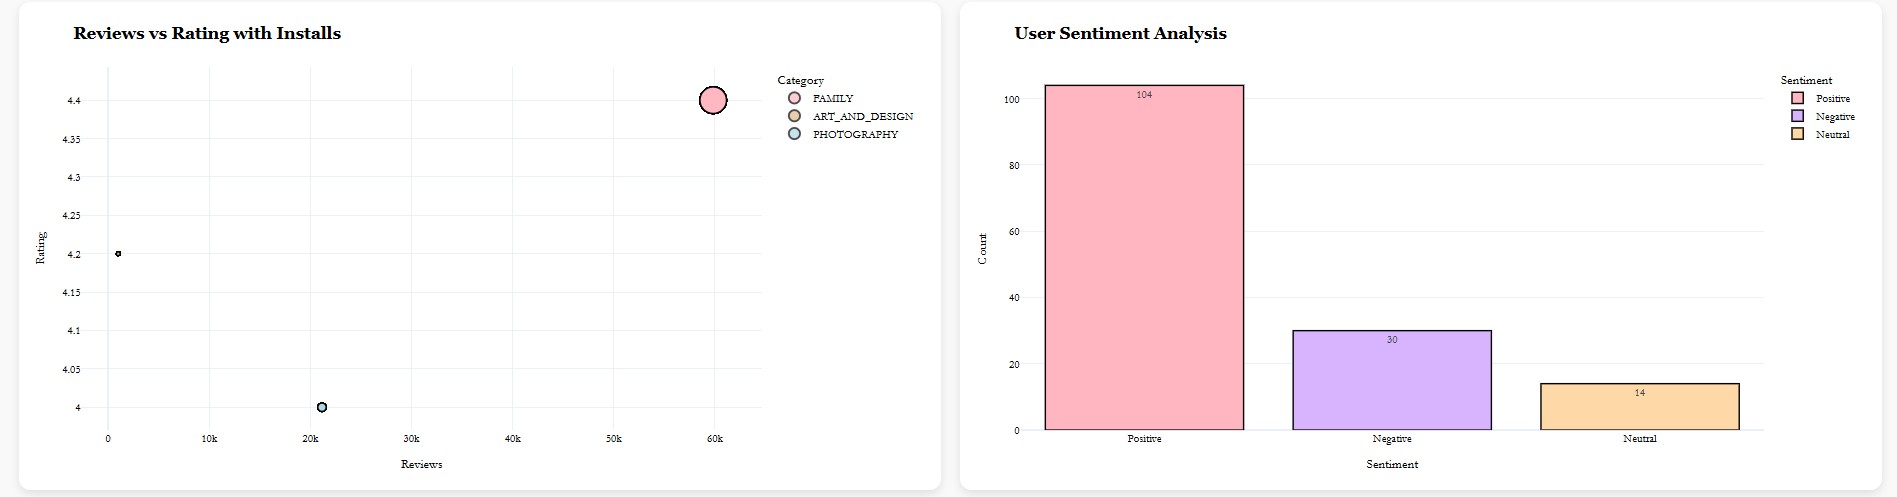 Reviews vs Rating with Installs
Category
FAMILY
ART_AND_DESIGN
PHOTOGRAPHY
4.4
4.35
4.3
4.25
4.2
4.15
4.1
4.05
4
Rating
0 10k 20k 30k 40k 50k 60k
Reviews
User Sentiment Analysis
Sentiment
Positive
Negative
Neutral
100
80
60
40
20
0
Count
104
30
14
Positive Negative Neutral
Sentiment